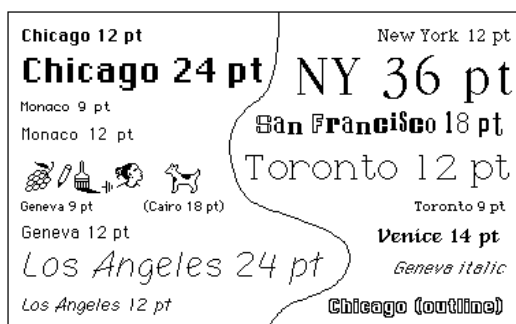 Chicago 12 pt
Chicago 24 pt
Monaco 9 pt
Monaco 12 pt
Geneva 9 pt (Cairo 18 pt)
Geneva 12 pt
Los Angeles 24 pt
Los Angeles 12 pt
New York 12 pt
NY 36 pt
San Francisco 18 pt
Toronto 12 pt
Toronto 9 pt
Venice 14 pt
Geneva italic
Chicago (outline)